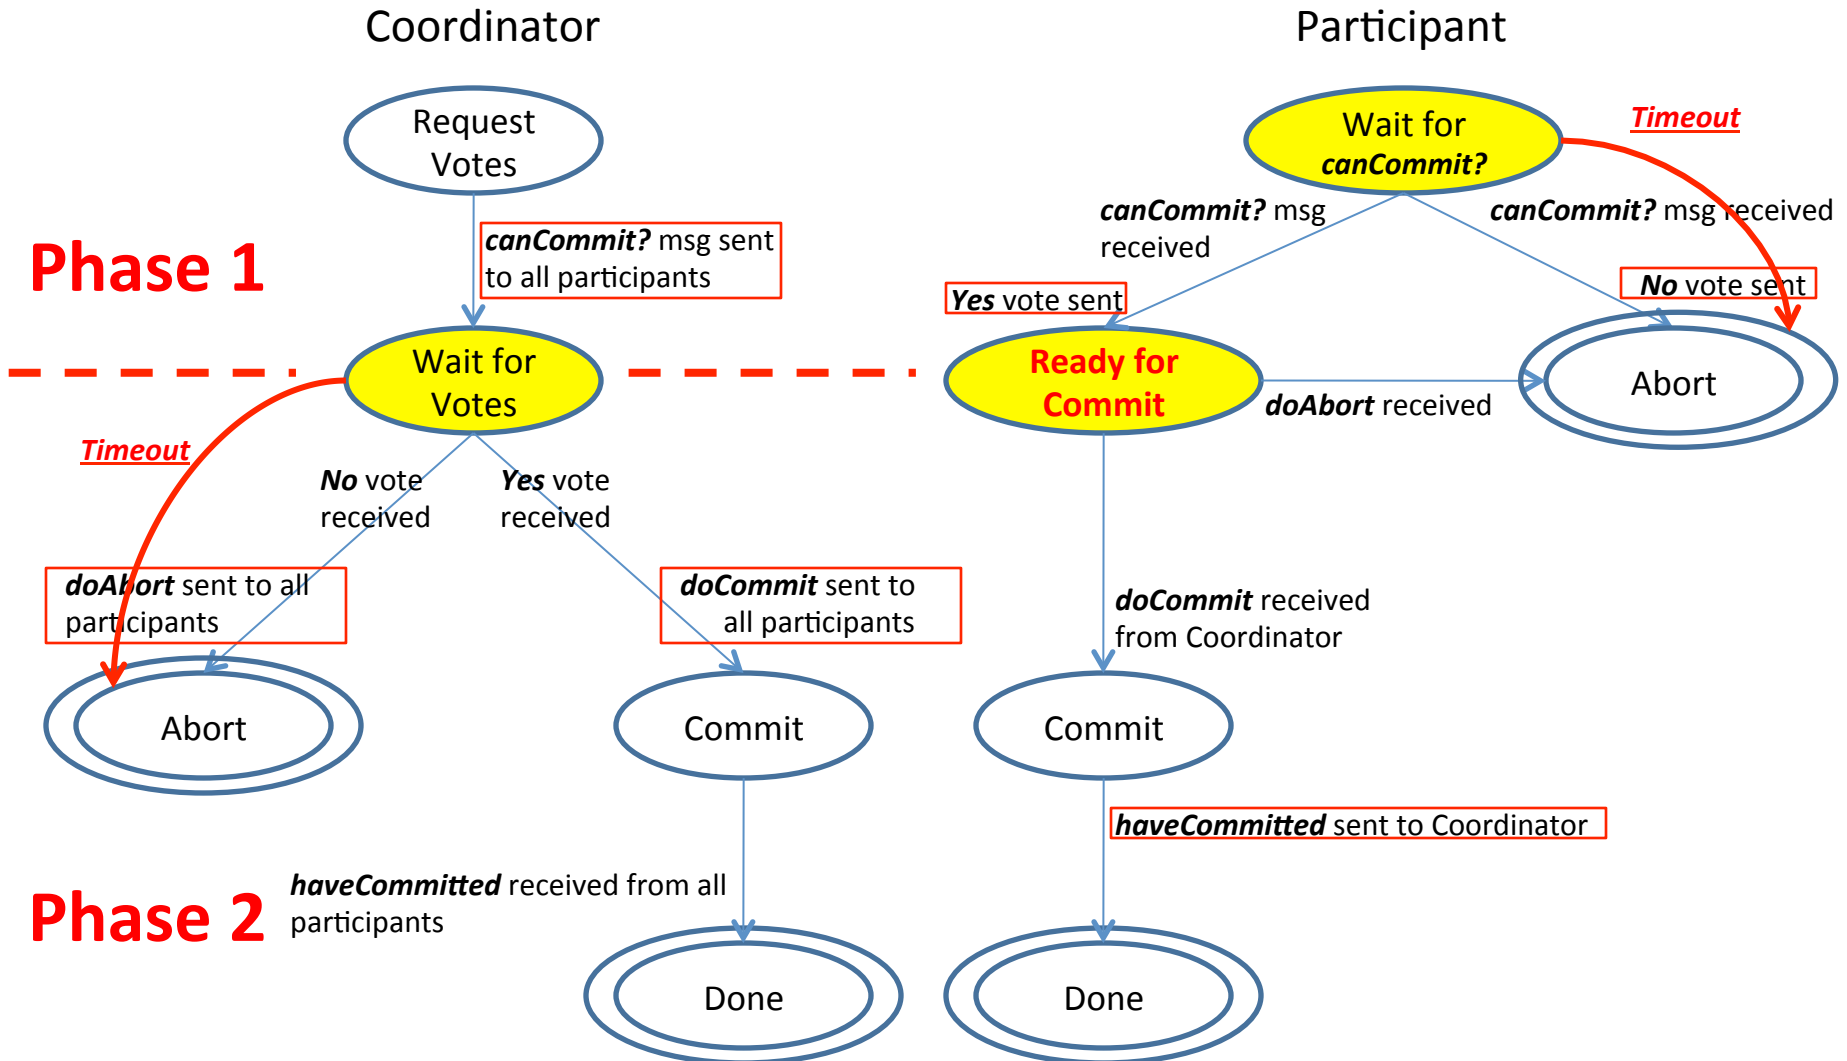 Coordinator
Participant
Request
Votes
Wait for
canCommit?
Timeout
canCommit? msg
received
canCommit? msg received
canCommit? msg sent
to all participants
Phase 1
Yes vote sent
No vote sent
Wait for
Votes
Ready for
Commit
doAbort received
Abort
Timeout
No vote
received
Yes vote
received
doAbort sent to all
participants
doCommit sent to
all participants
doCommit received
from Coordinator
Abort
Commit
Commit
haveCommitted sent to Coordinator
Phase 2
haveCommitted received from all
participants
Done
Done